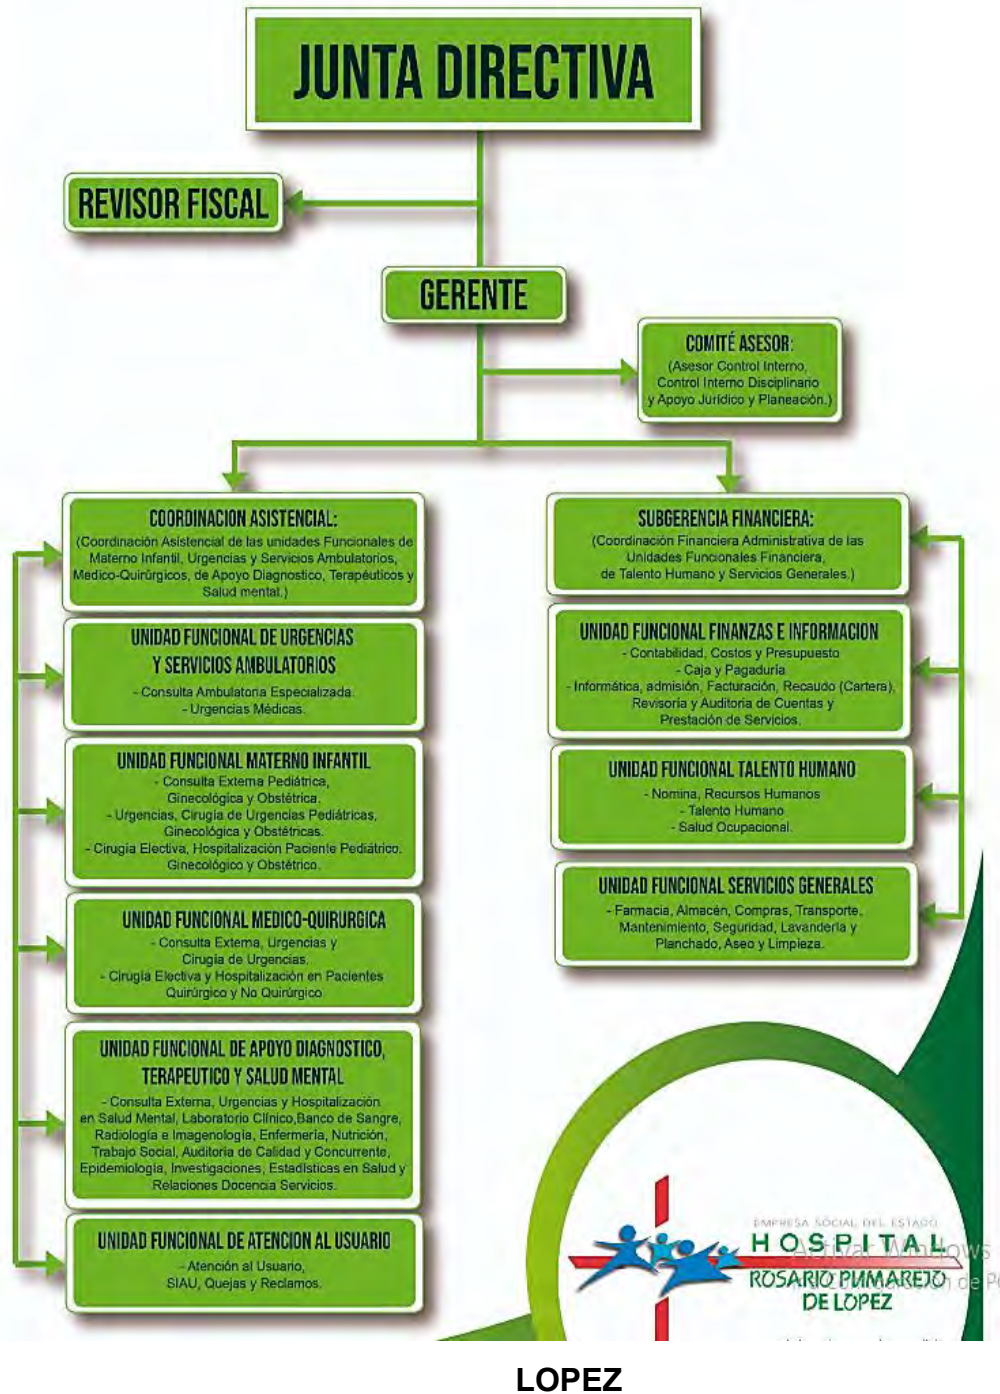 JUNTA DIRECTIVA
REVISOR FISCAL
GERENTE
COMITÉ ASESOR:
(Asesor Control Interno,
Control Interno Disciplinario
y Apoyo Jurídico y Planeación.)
COORDINACION ASISTENCIAL:
(Coordinación Asistencial de las unidades Funcionales de
Materno Infantil, Urgencias y Servicios Ambulatorios,
Medico-Quirúrgicos, de Apoyo Diagnostico, Terapéuticos y
Salud mental.)
UNIDAD FUNCIONAL DE URGENCIAS
Y SERVICIOS AMBULATORIOS
- Consulta Ambulatoria Especializada.
- Urgencias Médicas.
UNIDAD FUNCIONAL MATERNO INFANTIL
- Consulta Externa Pediátrica,
Ginecológica y Obstétrica.
- Urgencias, Cirugía de Urgencias Pediátricas,
Ginecológica y Obstétricas.
- Cirugía Electiva, Hospitalización Paciente Pediátrico.
Ginecológico y Obstétrico.
UNIDAD FUNCIONAL MEDICO-QUIRURGICA
- Consulta Externa, Urgencias y
Cirugía de Urgencias.
- Cirugía Electiva y Hospitalización en Pacientes
Quirúrgico y No Quirúrgico
UNIDAD FUNCIONAL DE APOYO DIAGNOSTICO,
TERAPEUTICO Y SALUD MENTAL
- Consulta Externa, Urgencias y Hospitalización
en Salud Mental, Laboratorio Clínico,Banco de Sangre,
Radiología e Imagenología, Enfermería, Nutrición,
Trabajo Social, Auditoría de Calidad y Concurrente,
Epidemiología, Investigaciones, Estadísticas en Salud y
Relaciones Docencia Servicios.
UNIDAD FUNCIONAL DE ATENCION AL USUARIO
- Atención al Usuario,
SIAU, Quejas y Reclamos.
SUBGERENCIA FINANCIERA:
(Coordinación Financiera Administrativa de las
Unidades Funcionales Financiera,
de Talento Humano y Servicios Generales.)
UNIDAD FUNCIONAL FINANZAS E INFORMACION
- Contabilidad, Costos y Presupuesto
- Caja y Pagaduría
- Informática, admisión, Facturación, Recaudo (Cartera),
Revisoría y Auditoria de Cuentas y
Prestación de Servicios.
UNIDAD FUNCIONAL TALENTO HUMANO
- Nomina, Recursos Humanos
- Talento Humano
- Salud Ocupacional.
UNIDAD FUNCIONAL SERVICIOS GENERALES
- Farmacia, Almacén, Compras, Transporte,
Mantenimiento, Seguridad, Lavandería y
Planchado, Aseo y Limpieza.
EMPRESA SOCIAL DEL ESTADO
HOSPITAL
ROSARIO PUMAREJO
DE LOPEZ
Activar Windows
de
LOPEZ